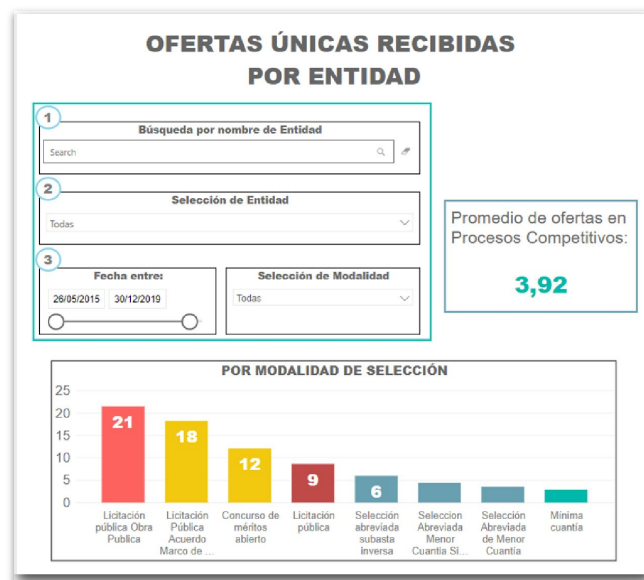 OFERTAS ÚNICAS RECIBIDAS
POR ENTIDAD
1
Búsqueda por nombre de Entidad
Search
2
Selección de Entidad
Todas
3
Fecha entre:
26/05/2015 30/12/2019
Selección de Modalidad
Todas
Promedio de ofertas en
Procesos Competitivos:
3,92
POR MODALIDAD DE SELECCIÓN
25
20
15
10
5
0
21
18
12
9
6
Licitación
pública Obra
Publica
Licitación
Pública
Acuerdo
Marco de ...
Concurso de
méritos
abierto
Licitación
pública
Selección
abreviada
subasta
inversa
Seleccion
Abreviada
Menor
Cuantia Si...
Selección
Abreviada
de Menor
Cuantía
Mínima
cuantía